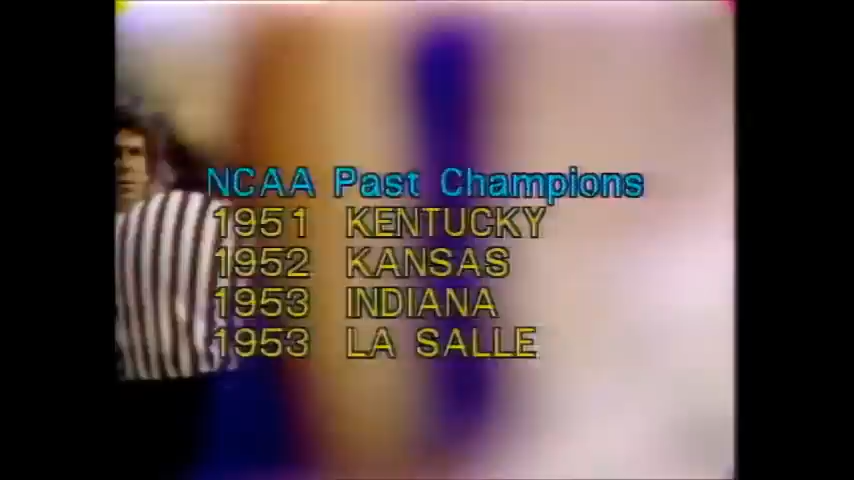 NCAA Past Champions
1951 KENTUCKY
1952 KANSAS
1953 INDIANA
1953 LA SALLE